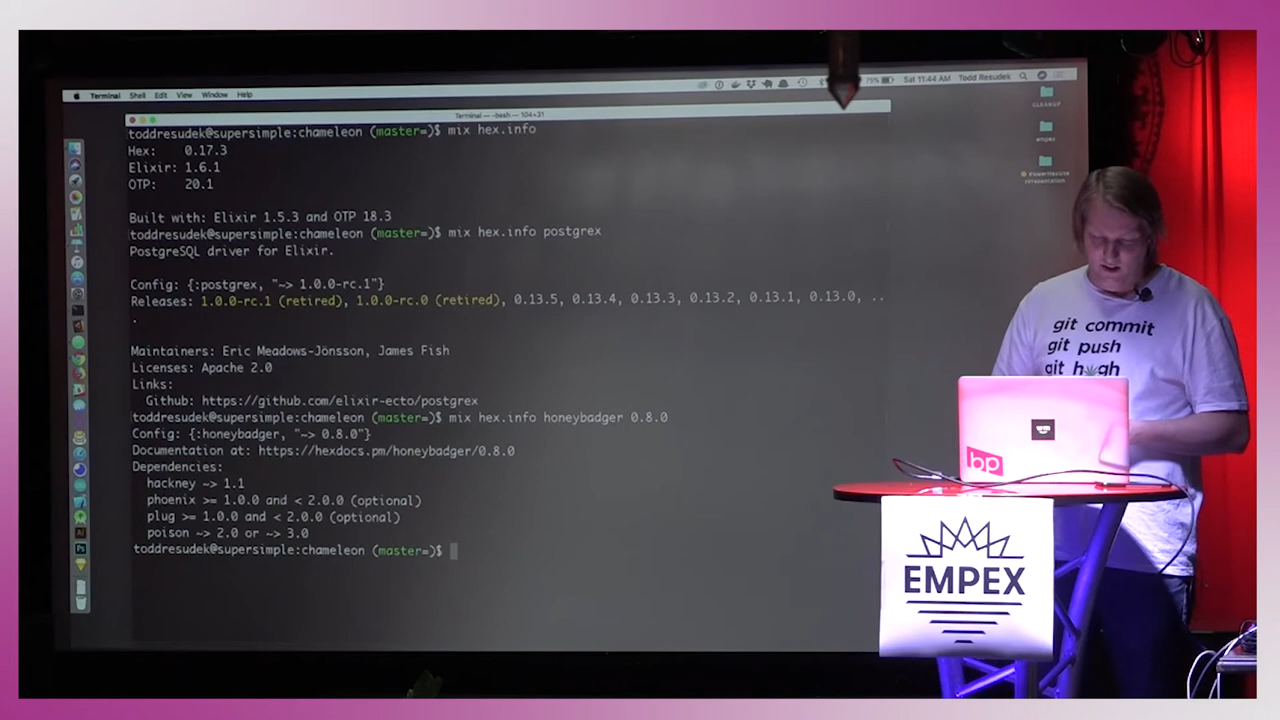 Terminal Shell Edit View Window Help
75% Sat 11:44 AM Todd Resudek
Terminal — -bash — 104×31
toddresudek@supersimple:chameleon (master=)$ mix hex.info
Hex: 0.17.3
Elixir: 1.6.1
OTP: 20.1
Built with: Elixir 1.5.3 and OTP 18.3
toddresudek@supersimple:chameleon (master=)$ mix hex.info postgrex
PostgreSQL driver for Elixir.
Config: {:postgrex, "~> 1.0.0-rc.1"}
Releases: 1.0.0-rc.1 (retired), 1.0.0-rc.0 (retired), 0.13.5, 0.13.4, 0.13.3, 0.13.2, 0.13.1, 0.13.0, ..
.
Maintainers: Eric Meadows-Jönsson, James Fish
Licenses: Apache 2.0
Links:
Github: https://github.com/elixir-ecto/postgrex
toddresudek@supersimple:chameleon (master=)$ mix hex.info honeybadger 0.8.0
Config: {:honeybadger, "~> 0.8.0"}
Documentation at: https://hexdocs.pm/honeybadger/0.8.0
Dependencies:
hackney ~> 1.1
phoenix >= 1.0.0 and < 2.0.0 (optional)
plug >= 1.0.0 and < 2.0.0 (optional)
poison ~> 2.0 or ~> 3.0
toddresudek@supersimple:chameleon (master=)$
CLEANUP
empex
git commit
git push
git high
bp
EMPEX